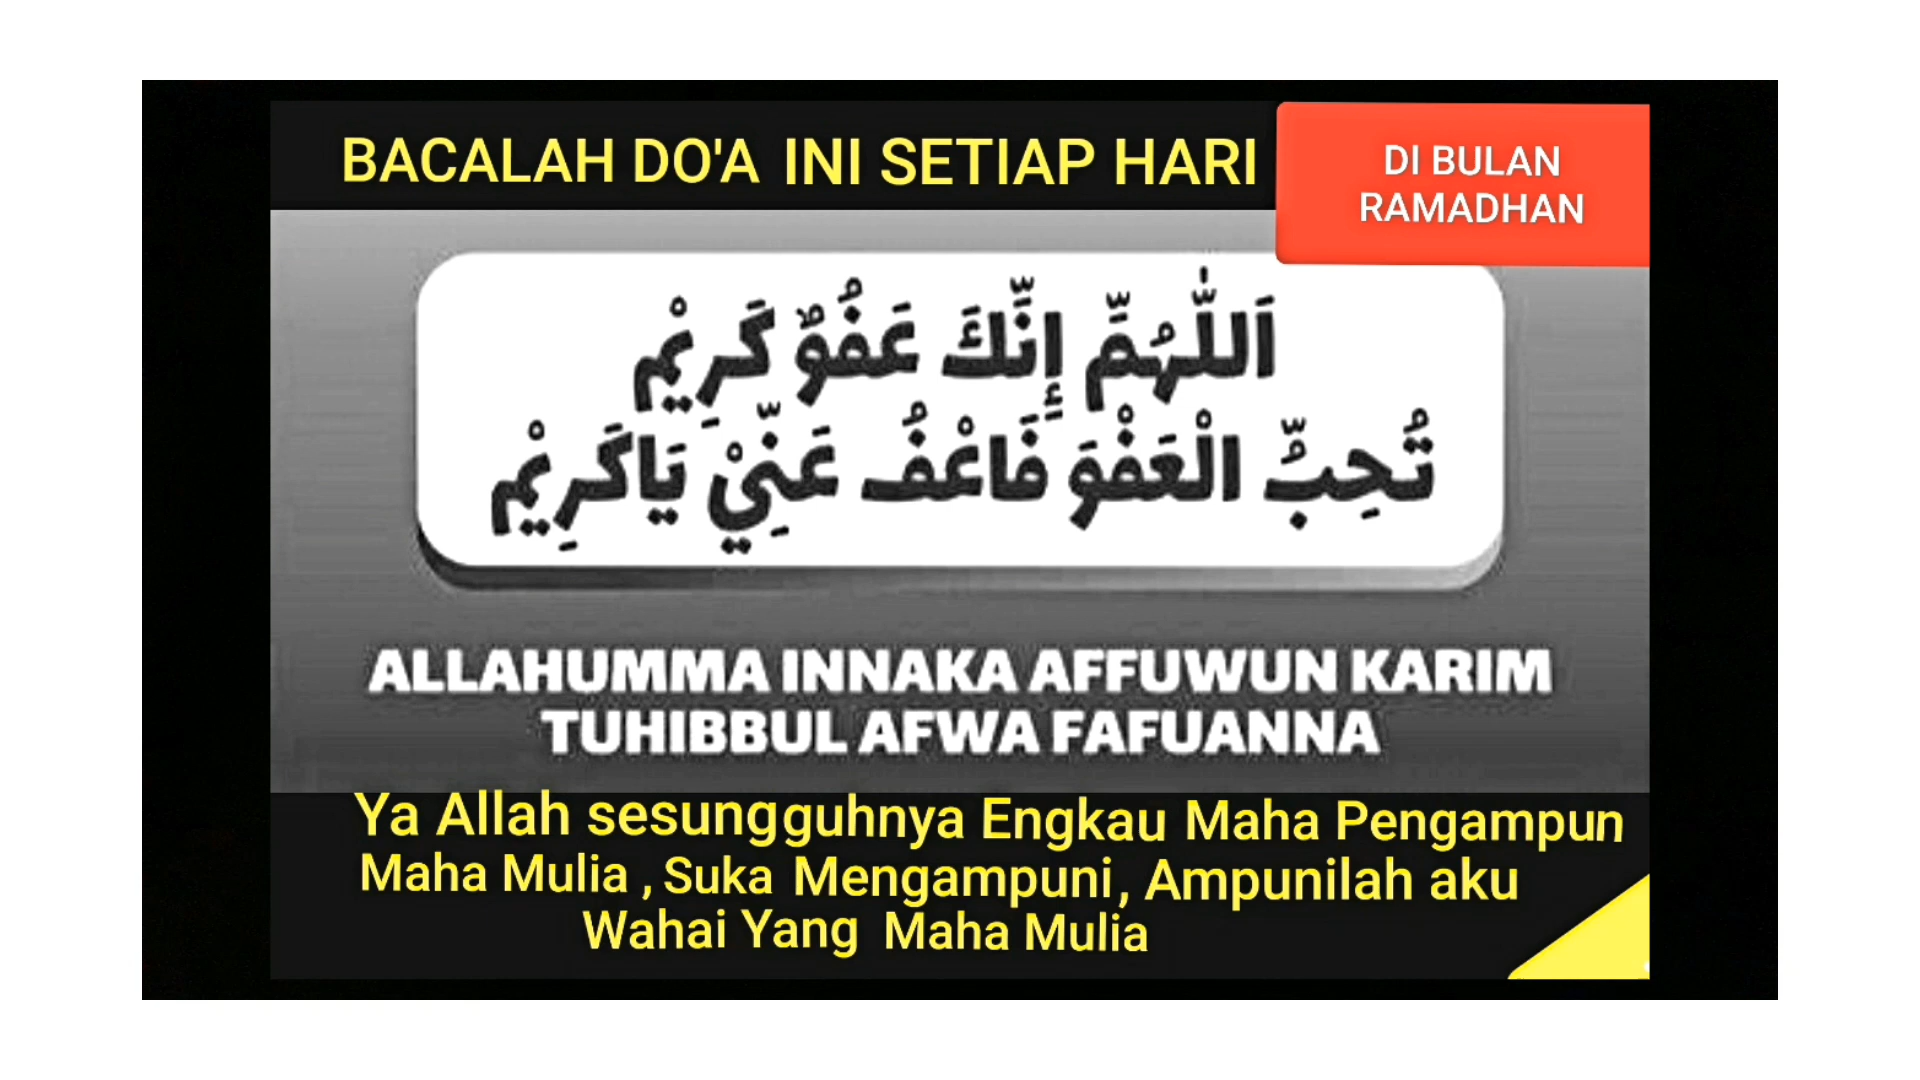 BACALAH DO'A INI SETIAP HARI
DI BULAN
RAMADHAN
اَللّٰهُمَّ إِنَّكَ عَفُوٌّ كَرِيْم
تُحِبُّ الْعَفْوَ فَاعْفُ عَنِّيْ يَاكَرِيْم
ALLAHUMMA INNAKA AFFUWUN KARIM
TUHIBBUL AFWA FAFUANNA
Ya Allah sesungguhnya Engkau Maha Pengampun
Maha Mulia , Suka Mengampuni, Ampunilah aku
Wahai Yang Maha Mulia